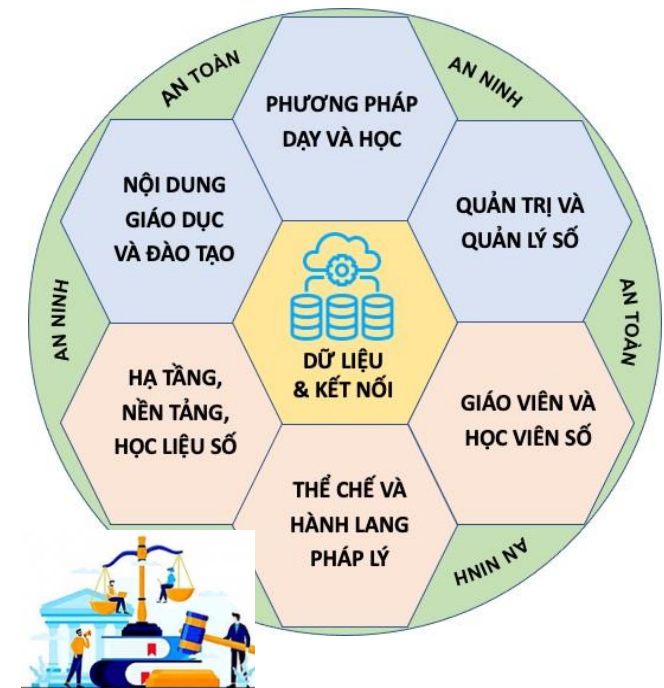 AN TOÀN
AN NINH
PHƯƠNG PHÁP
DẠY VÀ HỌC
NỘI DUNG
GIÁO DỤC
VÀ ĐÀO TẠO
QUẢN TRỊ VÀ
QUẢN LÝ SỐ
AN NINH
AN TOÀN
DỮ LIỆU
& KẾT NỐI
HẠ TẦNG,
NỀN TẢNG,
HỌC LIỆU SỐ
GIÁO VIÊN VÀ
HỌC VIÊN SỐ
THỂ CHẾ VÀ
HÀNH LANG
PHÁP LÝ
AN NINH